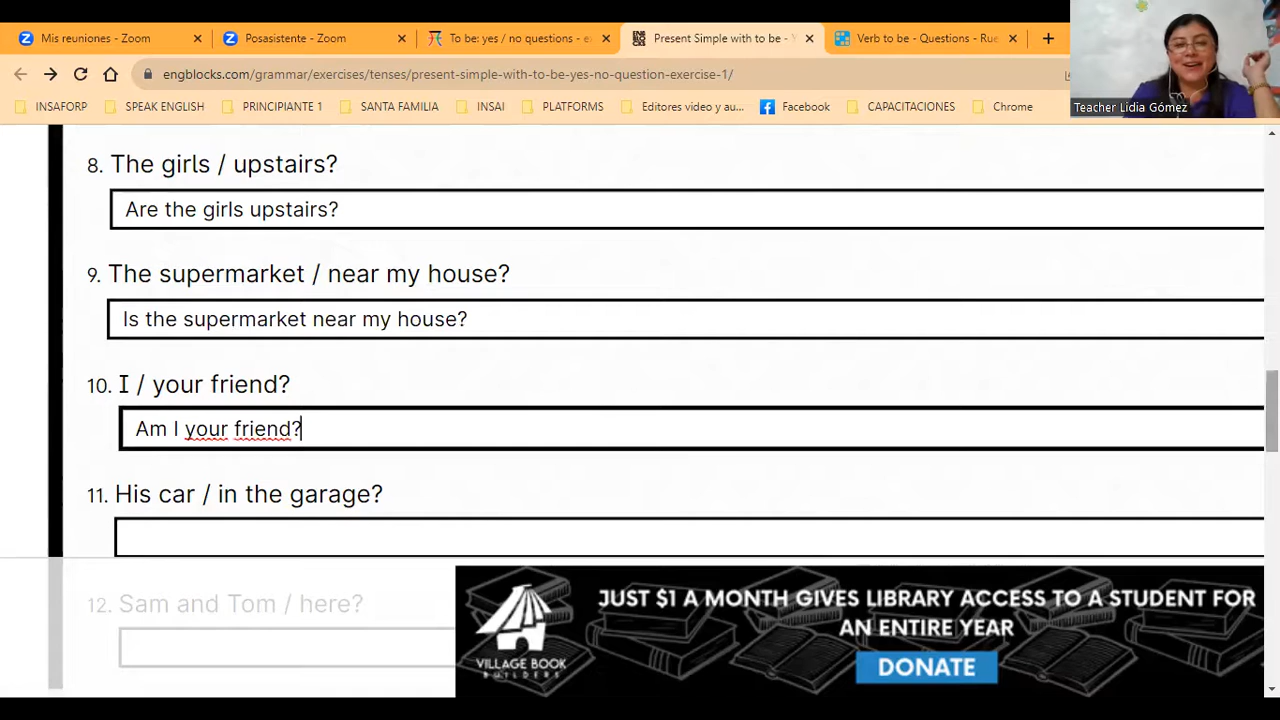 Mis reuniones - Zoom
Posasistente - Zoom
To be: yes / no questions - e
Present Simple with to be - Y
Verb to be - Questions - Rue
engblocks.com/grammar/exercises/tenses/present-simple-with-to-be-yes-no-question-exercise-1/
Teacher Lidia Gómez
INSAFORP
SPEAK ENGLISH
PRINCIPIANTE 1
SANTA FAMILIA
INSAI
PLATFORMS
Editores video y au...
Facebook
CAPACITACIONES
Chrome
8. The girls / upstairs?
Are the girls upstairs?
9. The supermarket / near my house?
Is the supermarket near my house?
10. I / your friend?
Am I your friend?
11. His car / in the garage?
12. Sam and Tom / here?
JUST $1 A MONTH GIVES LIBRARY ACCESS TO A STUDENT FOR
AN ENTIRE YEAR
VILLAGE BOOK
BUILDERS
DONATE